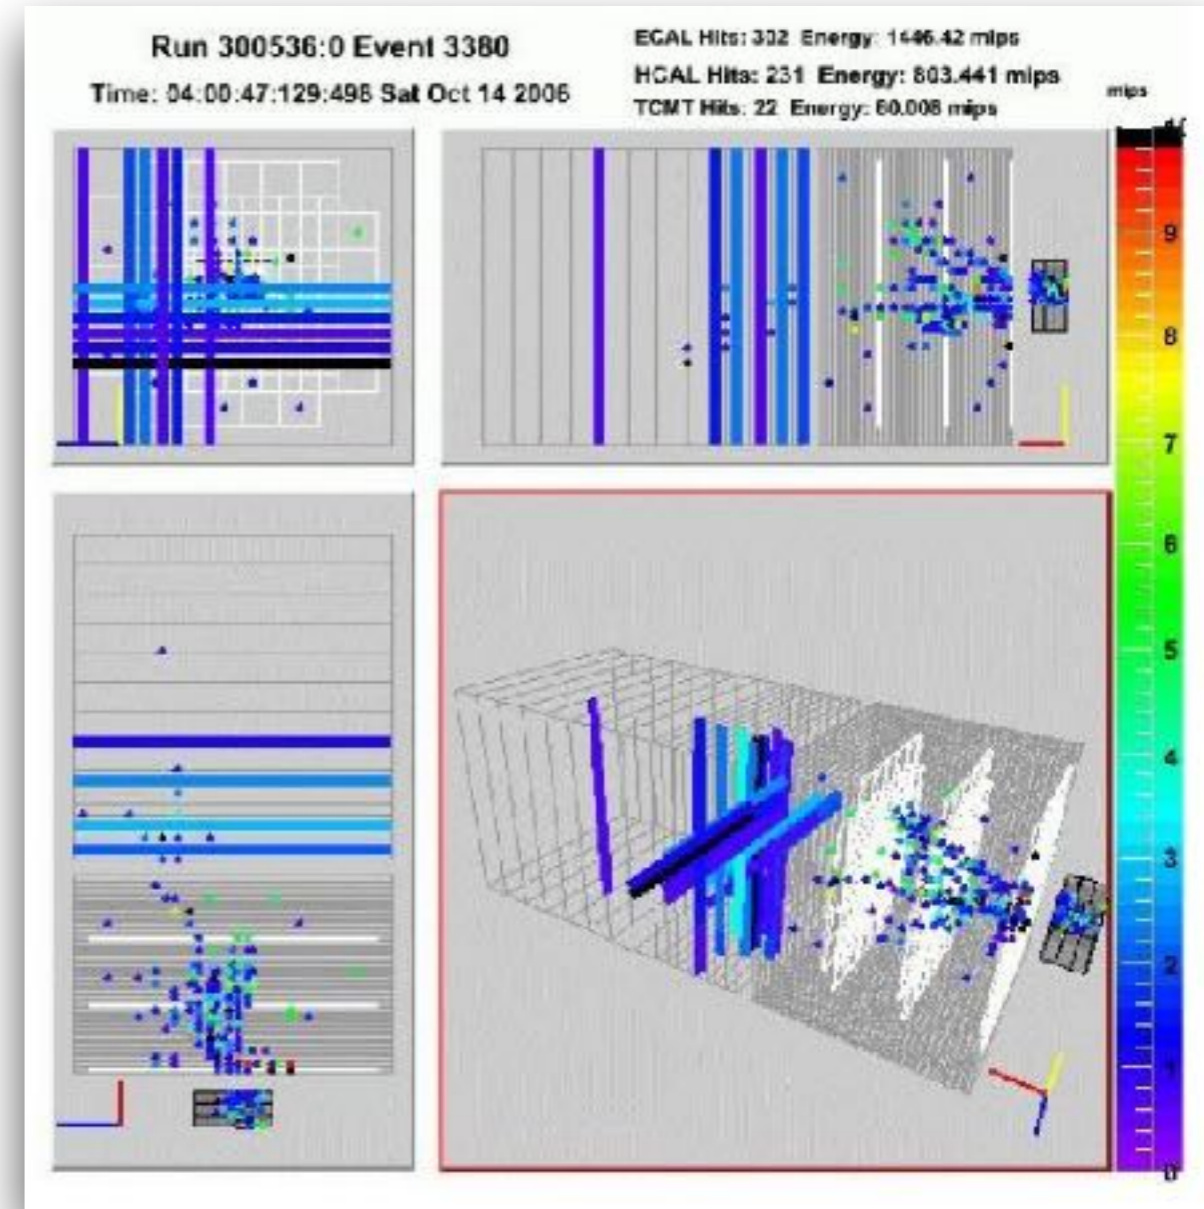 Run 300536:0 Event 3380
Time: 04:00:47:129:498 Sat Oct 14 2006
ECAL Hits: 302 Energy: 1446.42 mips
HCAL Hits: 231 Energy: 803.441 mips
TCMT Hits: 22 Energy: 60.008 mips
mips
10
9
8
7
6
5
4
3
2
1
0